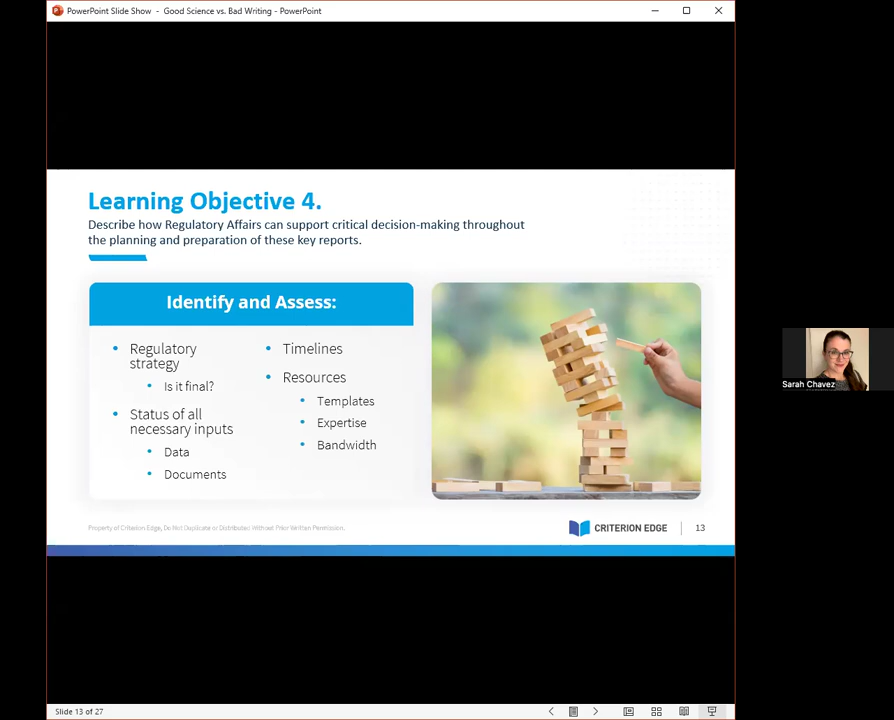 PowerPoint Slide Show - Good Science vs. Bad Writing - PowerPoint
Learning Objective 4.
Describe how Regulatory Affairs can support critical decision-making throughout
the planning and preparation of these key reports.
Identify and Assess:
• Regulatory
strategy
• Is it final?
• Status of all
necessary inputs
• Data
• Documents
• Timelines
• Resources
• Templates
• Expertise
• Bandwidth
Sarah Chavez
Property of Criterion Edge, Do Not Duplicate or Distributed Without Prior Written Permission.
CRITERION EDGE
13
Slide 13 of 27